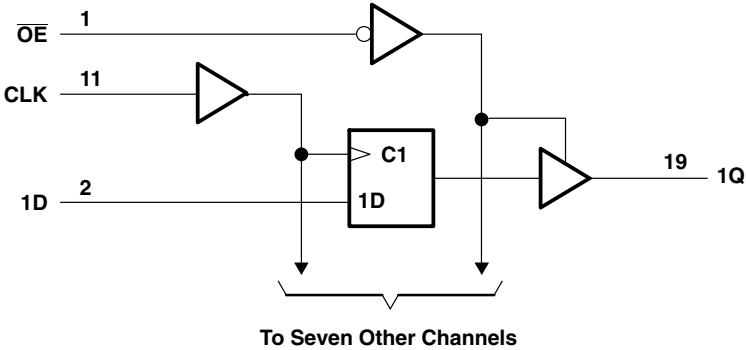 OE
1
CLK
11
C1
1D
2
1D
19
1Q
To Seven Other Channels